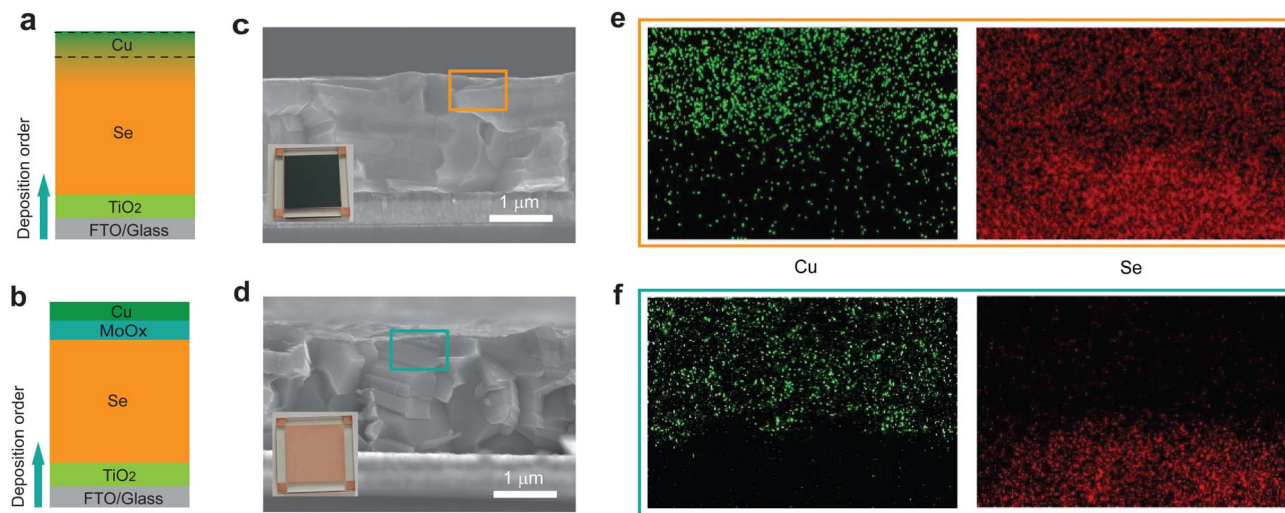 a
Cu
Se
TiO2
FTO/Glass
Deposition order
c
1 μm
e
Cu
Se
b
Cu
MoOx
Se
TiO2
FTO/Glass
Deposition order
d
1 μm
f